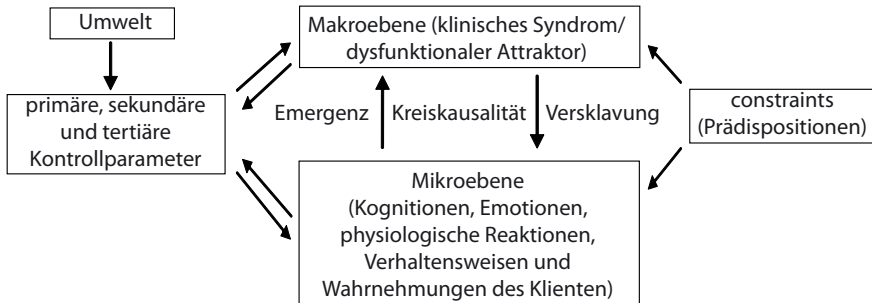 Umwelt
Makroebene (klinisches Syndrom/
dysfunktionaler Attraktor)
primäre, sekundäre
und tertiäre
Kontrollparameter
Emergenz
Kreiskausalität
Versklavung
constraints
(Prädispositionen)
Mikroebene
(Kognitionen, Emotionen,
physiologische Reaktionen,
Verhaltensweisen und
Wahrnehmungen des Klienten)